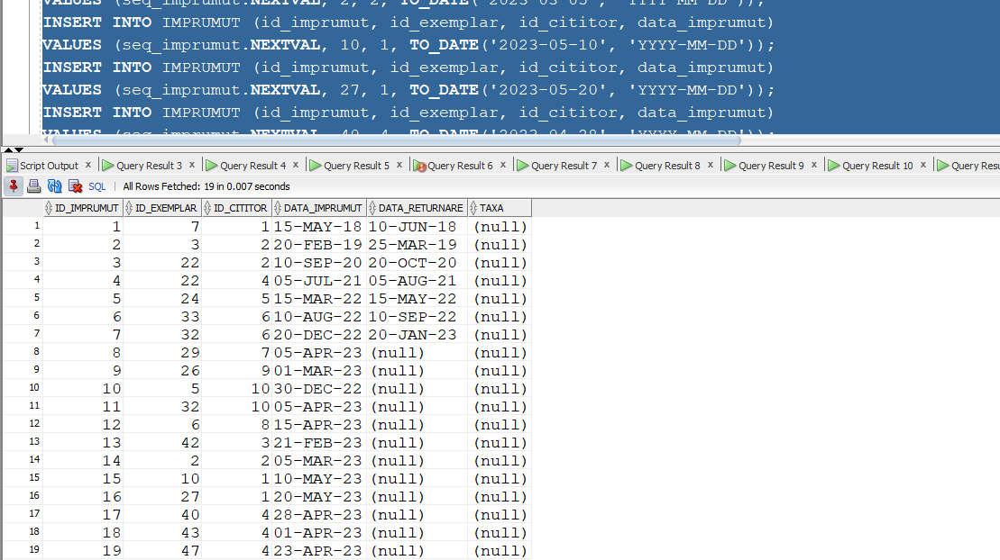 VALUES (seq_imprumut.NEXTVAL, 2, 2, TO_DATE('2023-03-05', 'YYYY-MM-DD'));
INSERT INTO IMPRUMUT (id_imprumut, id_exemplar, id_cititor, data_imprumut)
VALUES (seq_imprumut.NEXTVAL, 10, 1, TO_DATE('2023-05-10', 'YYYY-MM-DD'));
INSERT INTO IMPRUMUT (id_imprumut, id_exemplar, id_cititor, data_imprumut)
VALUES (seq_imprumut.NEXTVAL, 27, 1, TO_DATE('2023-05-20', 'YYYY-MM-DD'));
INSERT INTO IMPRUMUT (id_imprumut, id_exemplar, id_cititor, data_imprumut)
VALUES (seq_imprumut.NEXTVAL, 40, 4, TO_DATE('2023-04-28', 'YYYY-MM-DD'));
Script Output x Query Result 3 x Query Result 4 x Query Result 5 x Query Result 6 x Query Result 7 x Query Result 8 x Query Result 9 x Query Result 10 x Query Resu
SQL | All Rows Fetched: 19 in 0.007 seconds
ID_IMPRUMUT ID_EXEMPLAR ID_CITITOR DATA_IMPRUMUT DATA_RETURNARE TAXA
1 1 7 1 15-MAY-18 10-JUN-18 (null)
2 2 3 2 20-FEB-19 25-MAR-19 (null)
3 3 22 2 10-SEP-20 20-OCT-20 (null)
4 4 22 4 05-JUL-21 05-AUG-21 (null)
5 5 24 5 15-MAR-22 15-MAY-22 (null)
6 6 33 6 10-AUG-22 10-SEP-22 (null)
7 7 32 6 20-DEC-22 20-JAN-23 (null)
8 8 29 7 05-APR-23 (null) (null)
9 9 26 9 01-MAR-23 (null) (null)
10 10 5 10 30-DEC-22 (null) (null)
11 11 32 10 05-APR-23 (null) (null)
12 12 6 8 15-APR-23 (null) (null)
13 13 42 3 21-FEB-23 (null) (null)
14 14 2 2 05-MAR-23 (null) (null)
15 15 10 1 10-MAY-23 (null) (null)
16 16 27 1 20-MAY-23 (null) (null)
17 17 40 4 28-APR-23 (null) (null)
18 18 43 4 01-APR-23 (null) (null)
19 19 47 4 23-APR-23 (null) (null)